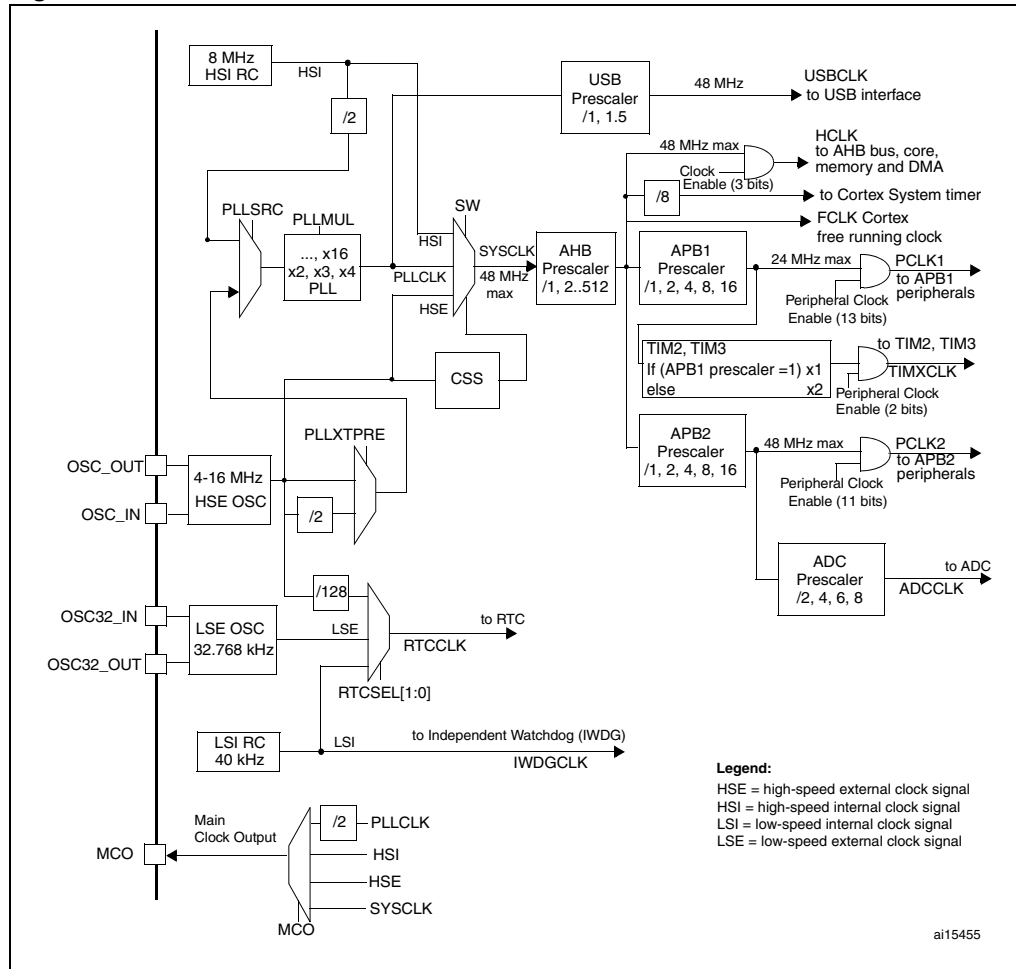 8 MHz
HSI RC
HSI
/2
USB
Prescaler
/1, 1.5
48 MHz
USBCLK
to USB interface
HCLK
to AHB bus, core,
memory and DMA
48 MHz max
Clock
Enable (3 bits)
/8
to Cortex System timer
FCLK Cortex
free running clock
PLLSRC
PLLMUL
..., x16
x2, x3, x4
PLL
SW
HSI
PLLCLK
HSE
SYSCLK
48 MHz
max
AHB
Prescaler
/1, 2..512
APB1
Prescaler
/1, 2, 4, 8, 16
24 MHz max
PCLK1
to APB1
peripherals
Peripheral Clock
Enable (13 bits)
TIM2, TIM3
If (APB1 prescaler =1) x1
else x2
to TIM2, TIM3
TIMXCLK
Peripheral Clock
Enable (2 bits)
CSS
PLLXTPRE
OSC_OUT
OSC_IN
4-16 MHz
HSE OSC
/2
APB2
Prescaler
/1, 2, 4, 8, 16
48 MHz max
PCLK2
to APB2
peripherals
Peripheral Clock
Enable (11 bits)
ADC
Prescaler
/2, 4, 6, 8
to ADC
ADCCLK
/128
OSC32_IN
OSC32_OUT
LSE OSC
32.768 kHz
LSE
to RTC
RTCCLK
RTCSEL[1:0]
LSI RC
40 kHz
LSI
to Independent Watchdog (IWDG)
IWDGCLK
Legend:
HSE = high-speed external clock signal
HSI = high-speed internal clock signal
LSI = low-speed internal clock signal
LSE = low-speed external clock signal
Main
Clock Output
MCO
/2
PLLCLK
HSI
HSE
SYSCLK
MCO
ai15455